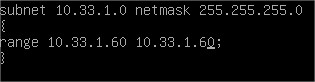 subnet 10.33.1.0 netmask 255.255.255.0
{
range 10.33.1.60 10.33.1.60;
}